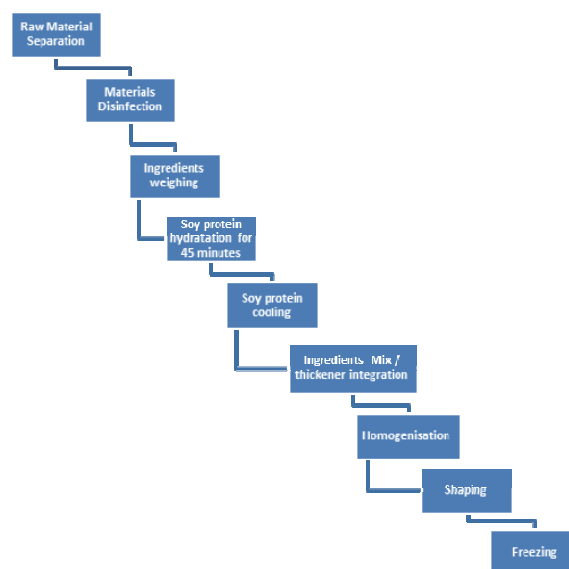 Raw Material
Separation
Materials
Disinfection
Ingredients
weighing
Soy protein
hydratation for
45 minutes
Soy protein
cooling
Ingredients Mix /
thickener integration
Homogenisation
Shaping
Freezing